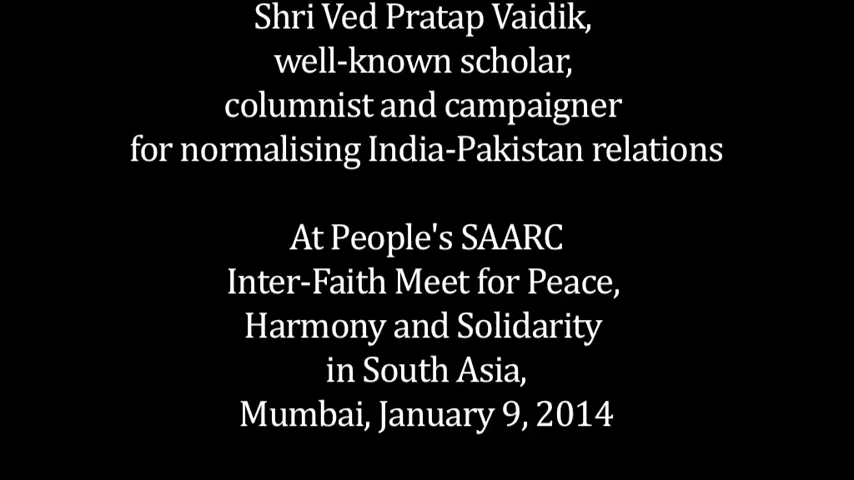 Shri Ved Pratap Vaidik,
well-known scholar,
columnist and campaigner
for normalising India-Pakistan relations
At People's SAARC
Inter-Faith Meet for Peace,
Harmony and Solidarity
in South Asia,
Mumbai, January 9, 2014